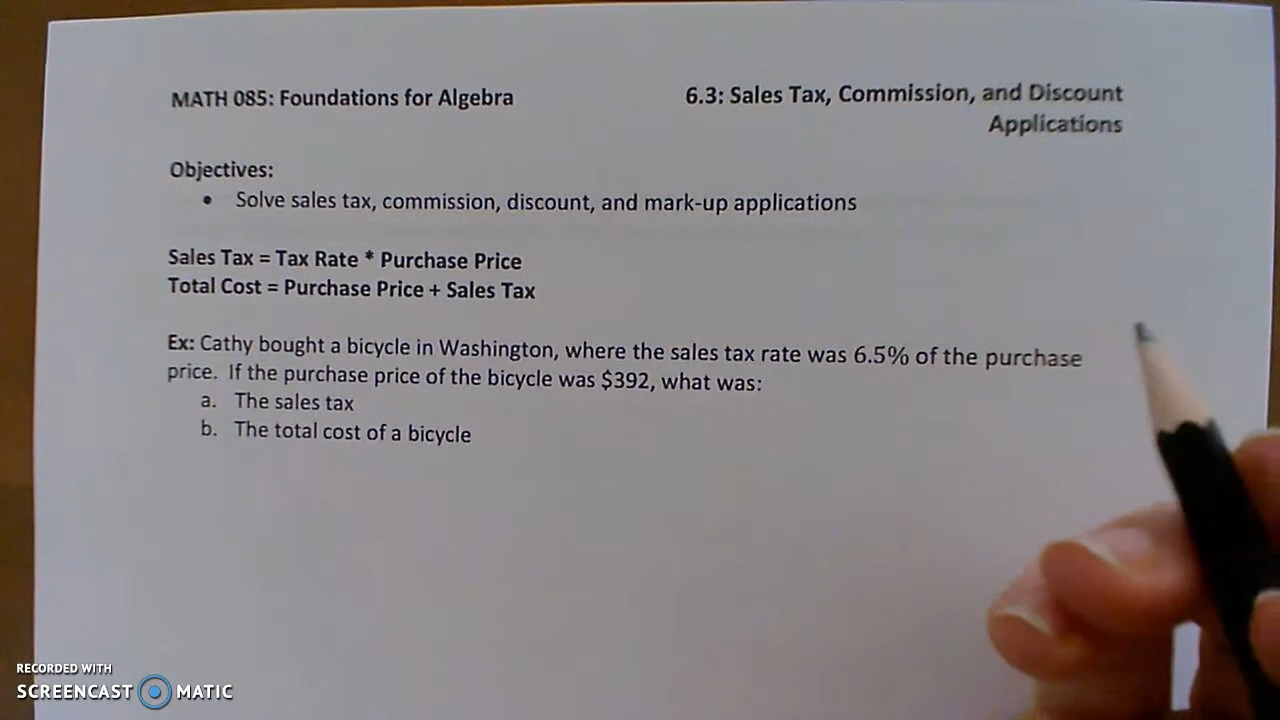 MATH 085: Foundations for Algebra
6.3: Sales Tax, Commission, and Discount
Applications
Objectives:
• Solve sales tax, commission, discount, and mark-up applications
Sales Tax = Tax Rate * Purchase Price
Total Cost = Purchase Price + Sales Tax
Ex: Cathy bought a bicycle in Washington, where the sales tax rate was 6.5% of the purchase
price. If the purchase price of the bicycle was $392, what was:
a. The sales tax
b. The total cost of a bicycle
RECORDED WITH
SCREENCAST MATIC